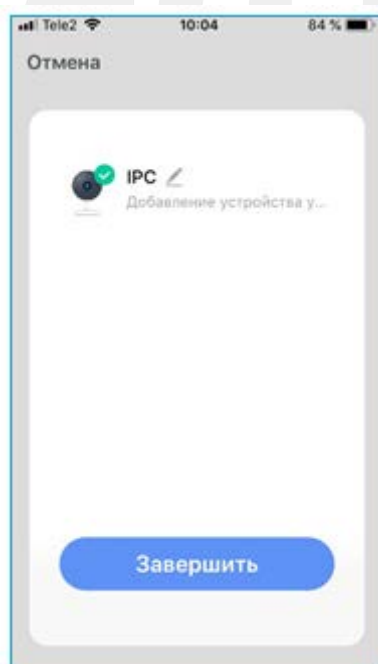 Tele2 10:04 84 %
Отмена
IPC
Добавление устройства у...
Завершить